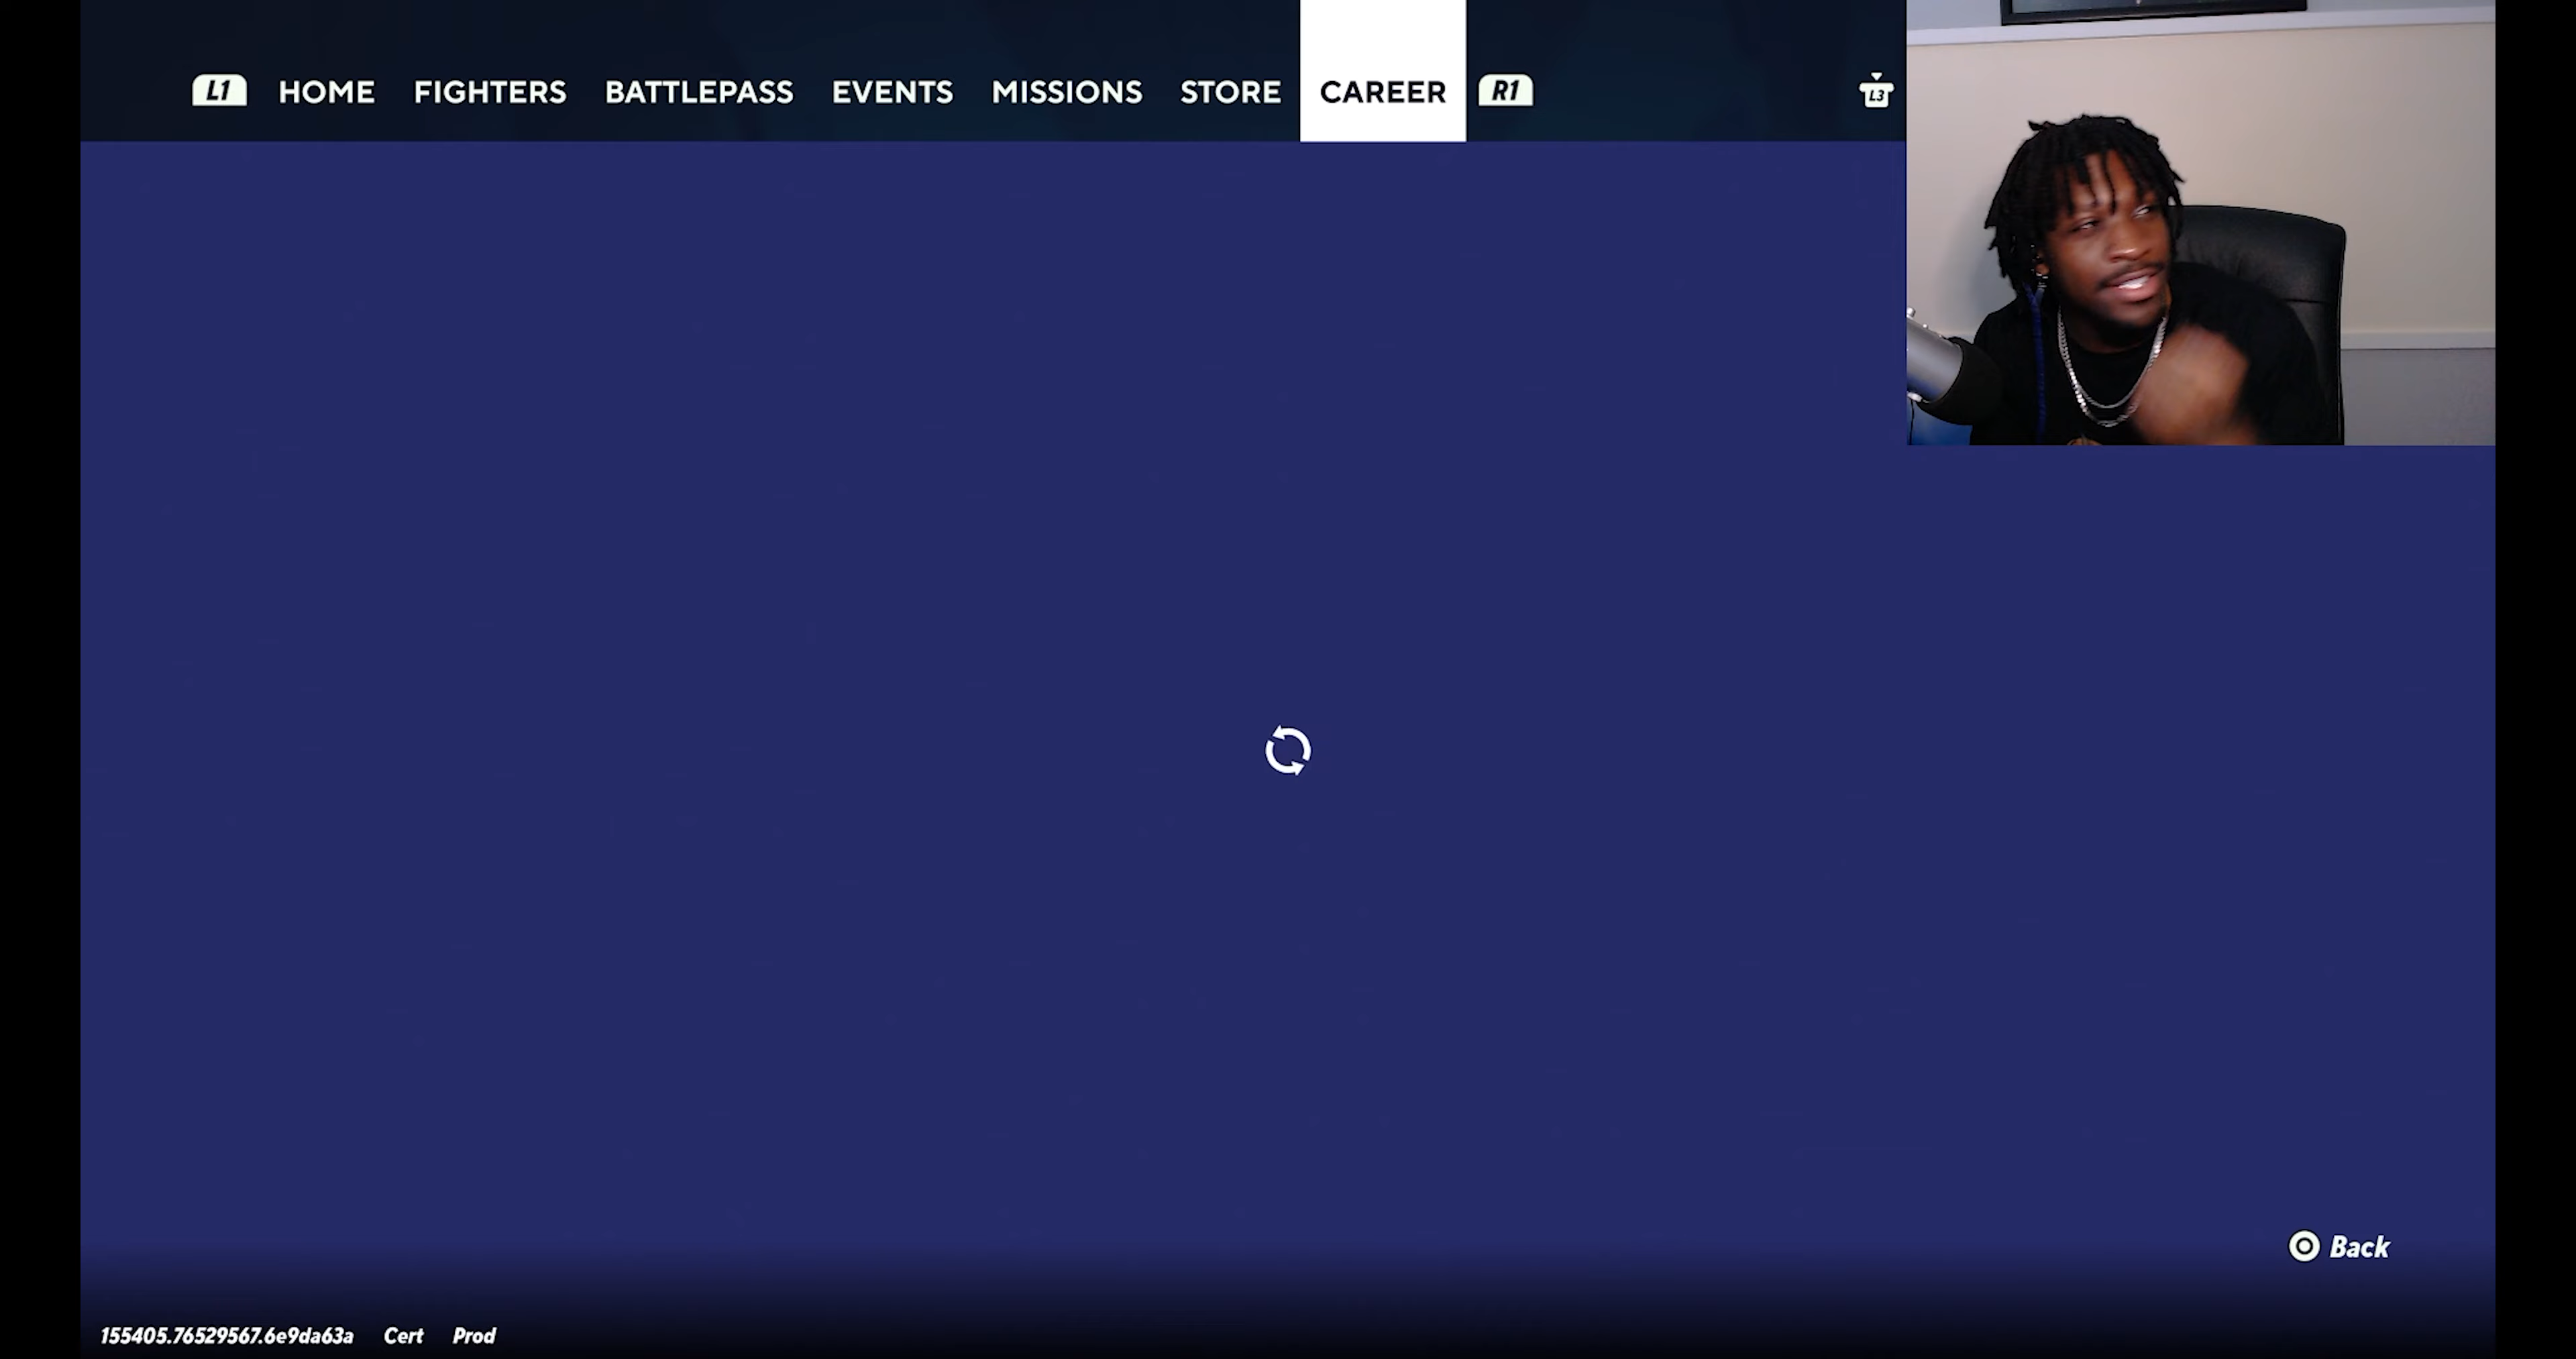 L1 HOME FIGHTERS BATTLEPASS EVENTS MISSIONS STORE CAREER R1 L3
Back
155405.76529567.6e9da63a Cert Prod